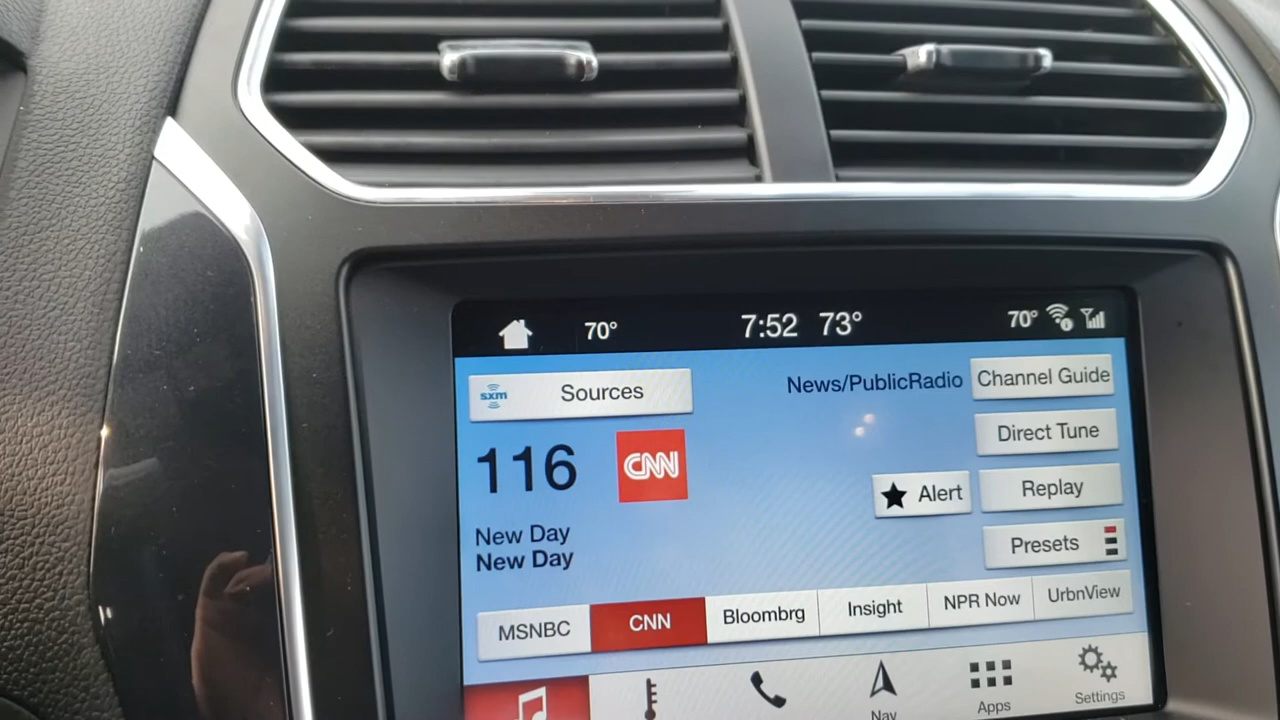 70° 7:52 73° 70°
sxm Sources
News/PublicRadio
Channel Guide
Direct Tune
116 CNN
Alert
Replay
New Day
New Day
Presets
MSNBC CNN Bloombrg Insight NPR Now UrbnView
Nav Apps Settings